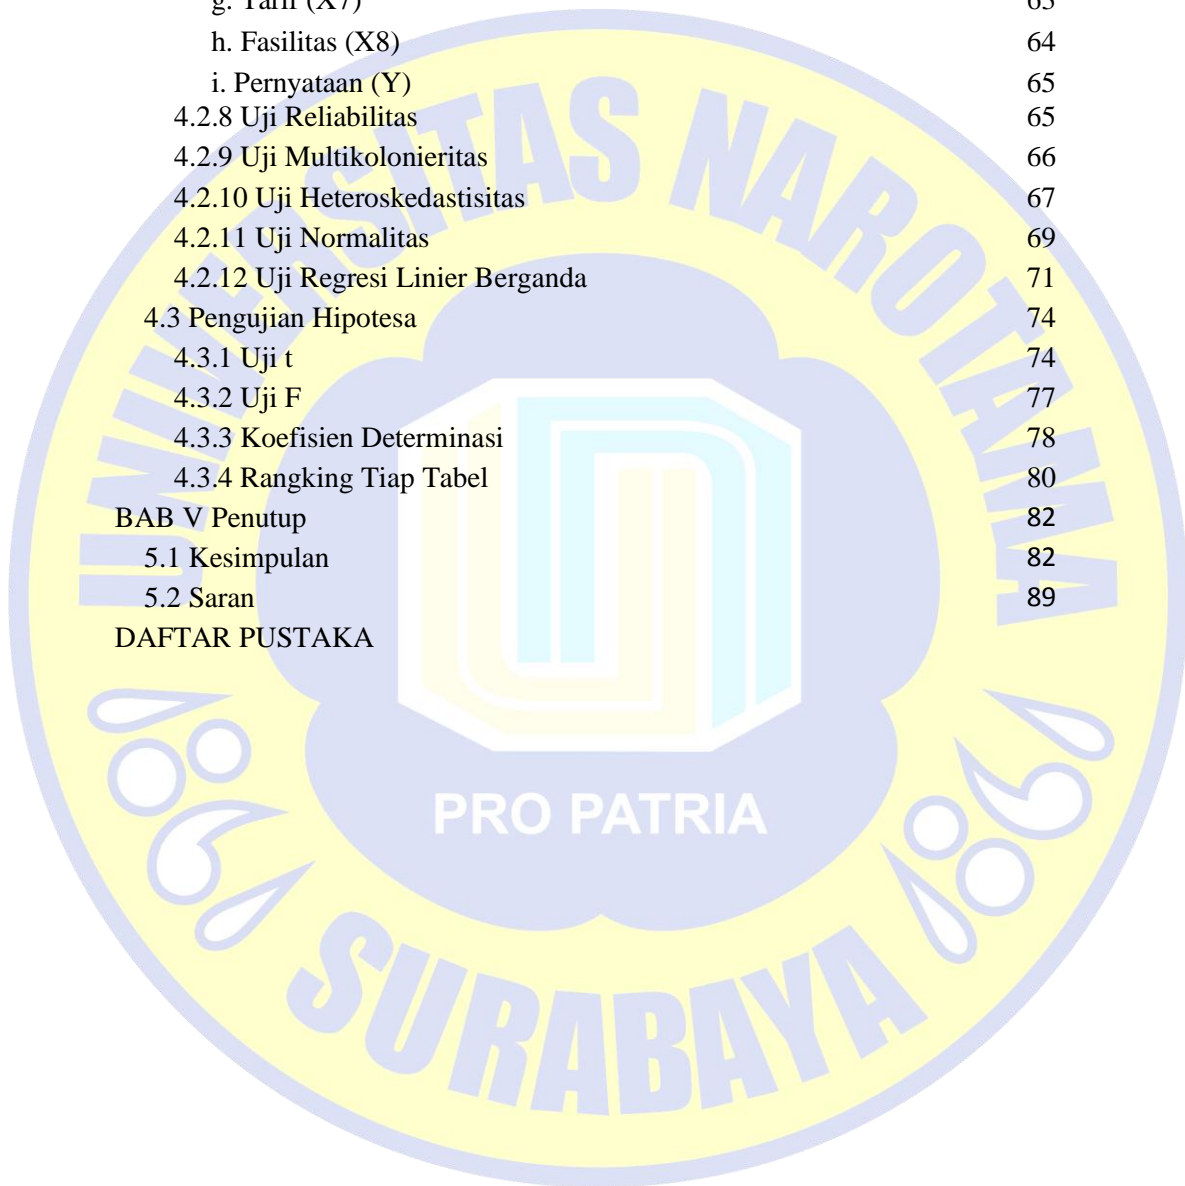 g. Tarif (X7) 63
h. Fasilitas (X8) 64
i. Pernyataan (Y) 65
4.2.8 Uji Reliabilitas 65
4.2.9 Uji Multikolonieritas 66
4.2.10 Uji Heteroskedastisitas 67
4.2.11 Uji Normalitas 69
4.2.12 Uji Regresi Linier Berganda 71
4.3 Pengujian Hipotesa 74
4.3.1 Uji t 74
4.3.2 Uji F 77
4.3.3 Koefisien Determinasi 78
4.3.4 Rangking Tiap Tabel 80
BAB V Penutup 82
5.1 Kesimpulan 82
5.2 Saran 89
DAFTAR PUSTAKA
UNIVERSITAS NAROTAMA
PRO PATRIA
SURABAYA